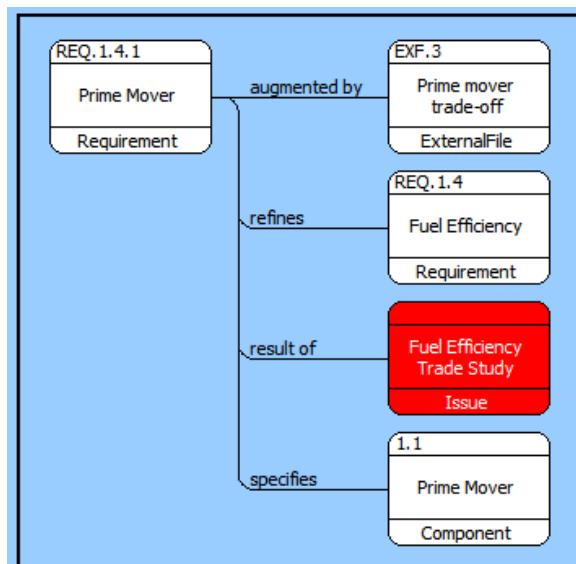 REQ.1.4.1
Prime Mover
Requirement
augmented by
EXF.3
Prime mover
trade-off
ExternalFile
refines
REQ.1.4
Fuel Efficiency
Requirement
result of
Fuel Efficiency
Trade Study
Issue
specifies
1.1
Prime Mover
Component